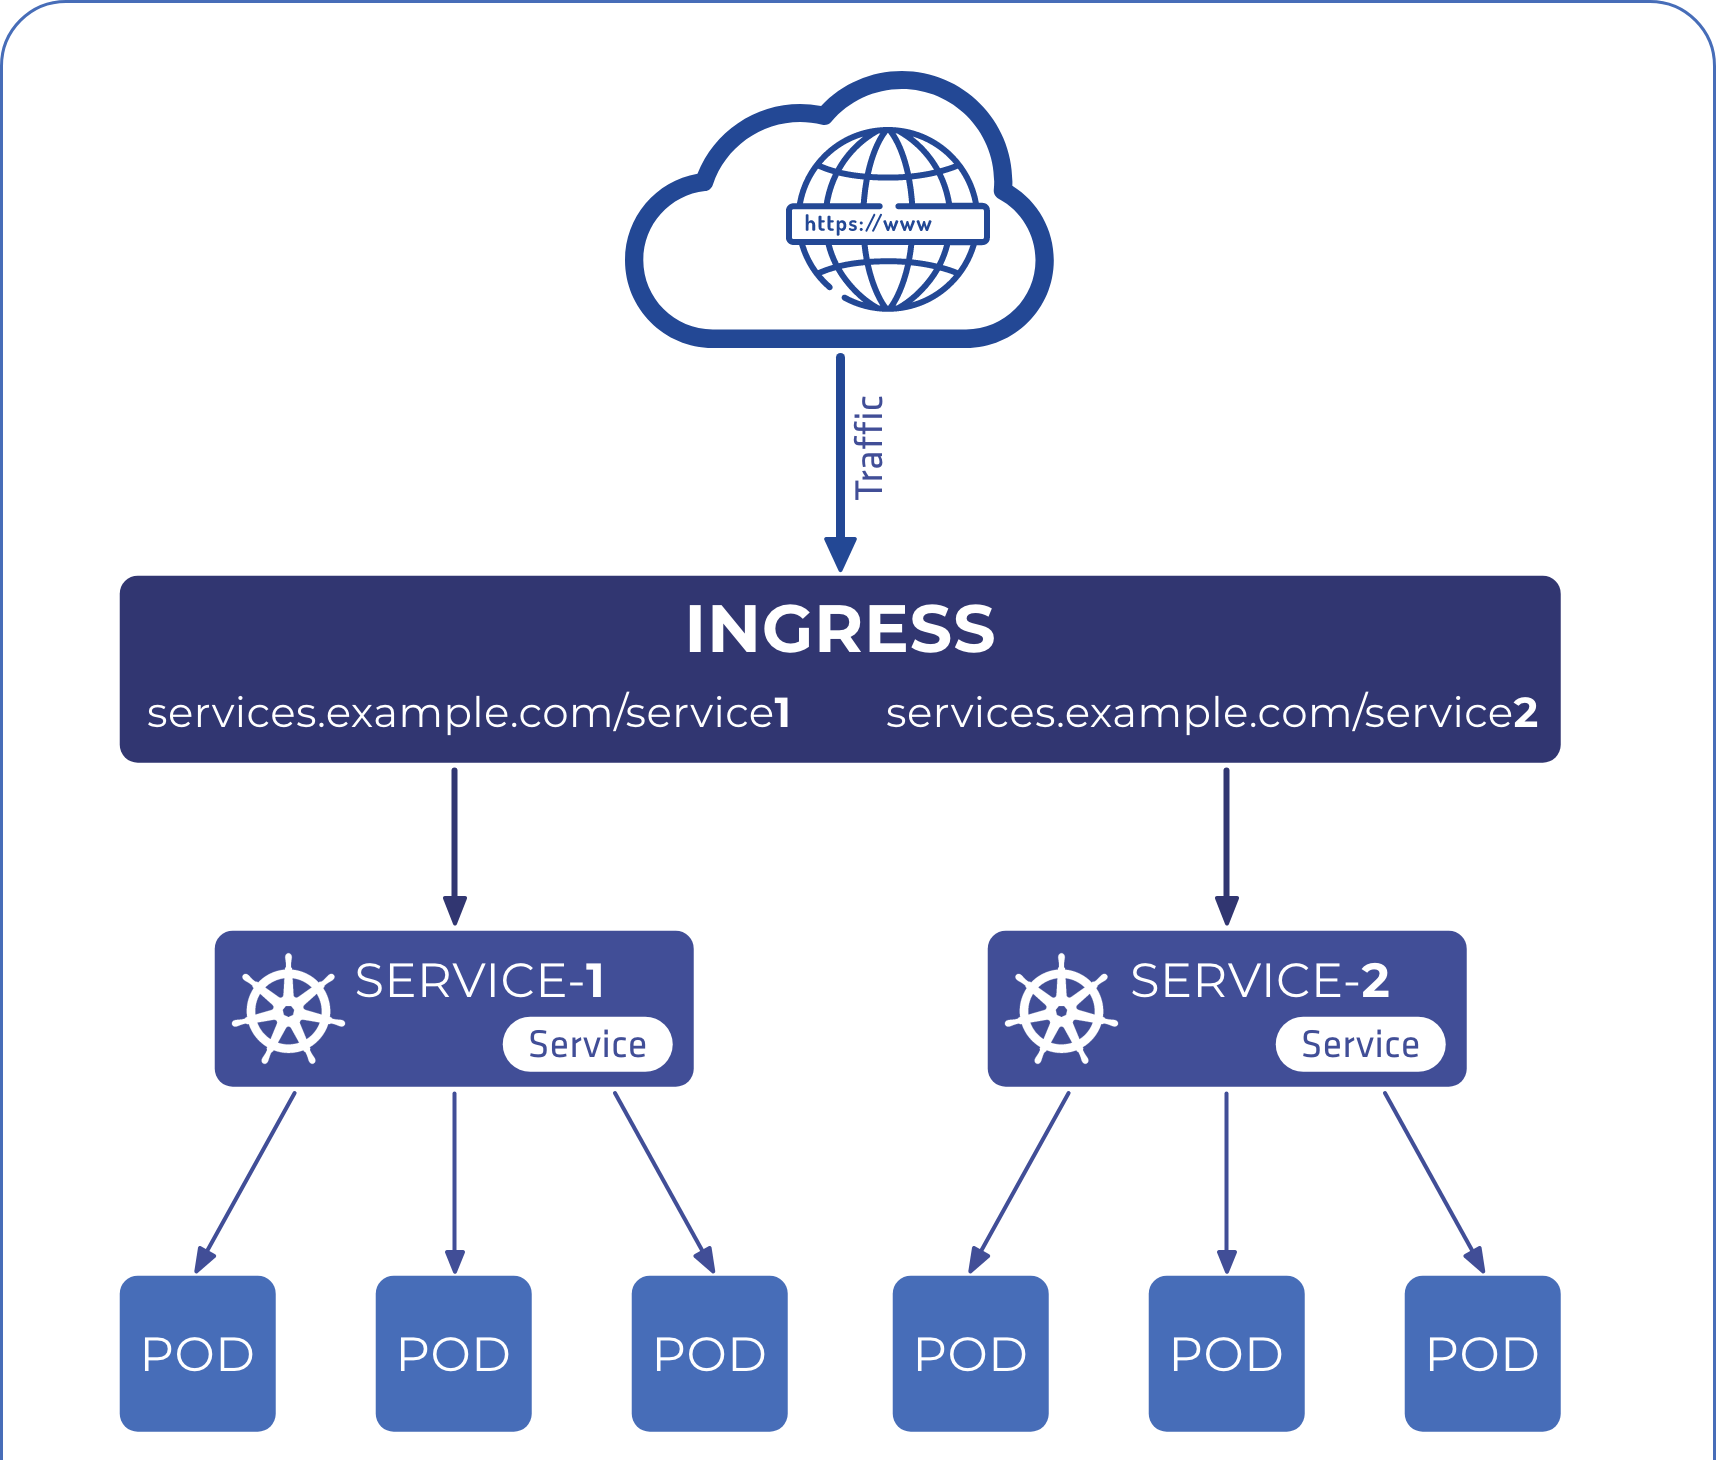 https://www
Traffic
INGRESS
services.example.com/service1
services.example.com/service2
SERVICE-1
Service
SERVICE-2
Service
POD
POD
POD
POD
POD
POD